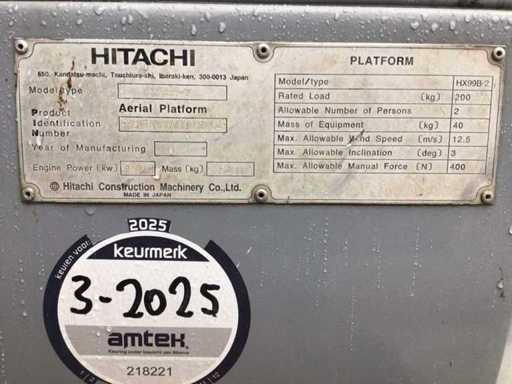 HITACHI
650, Kandatsu-machi, Tsuchiura-shi, Ibaraki-ken, 300-0013 Japan
Model/type
Product Identification Number
Aerial Platform
Year of Manufacturing
Engine Power (kw) Mass (kg)
© Hitachi Construction Machinery Co.,Ltd.
MADE IN JAPAN
PLATFORM
Model/type HX99B-2
Rated Load (kg) 200
Allowable Number of Persons 2
Mass of Equipment (kg) 40
Max. Allowable Wind Speed (m/s) 12.5
Max. Allowable Inclination (deg) 3
Max. Allowable Manual Force (N) 400
2025
keuren voor:
keurmerk
3-2025
amtek
218221